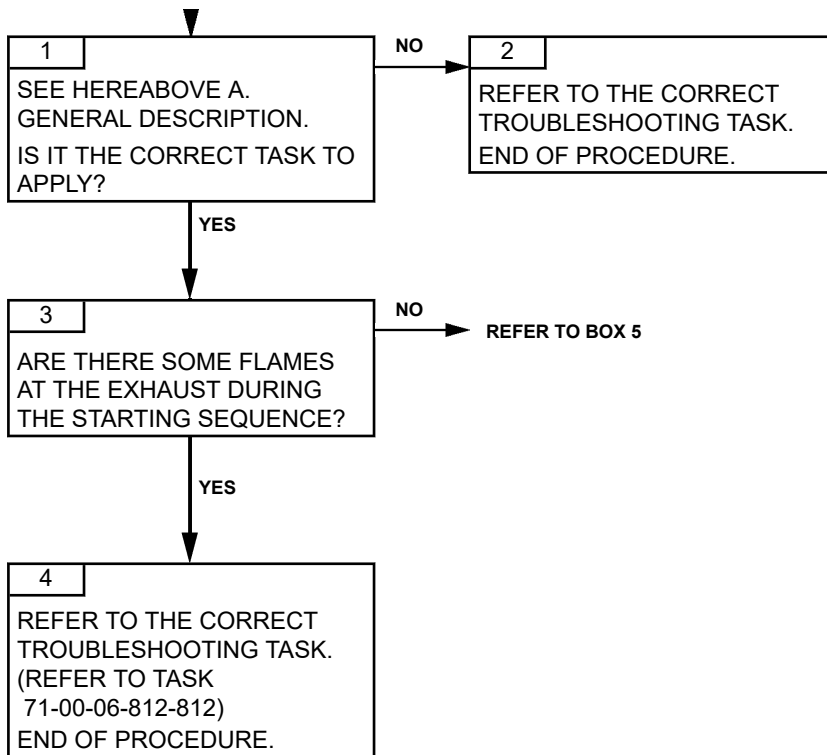 1
SEE HEREABOVE A.
GENERAL DESCRIPTION.
IS IT THE CORRECT TASK TO
APPLY?
NO
2
REFER TO THE CORRECT
TROUBLESHOOTING TASK.
END OF PROCEDURE.
YES
3
ARE THERE SOME FLAMES
AT THE EXHAUST DURING
THE STARTING SEQUENCE?
NO
REFER TO BOX 5
YES
4
REFER TO THE CORRECT
TROUBLESHOOTING TASK.
(REFER TO TASK
71-00-06-812-812)
END OF PROCEDURE.